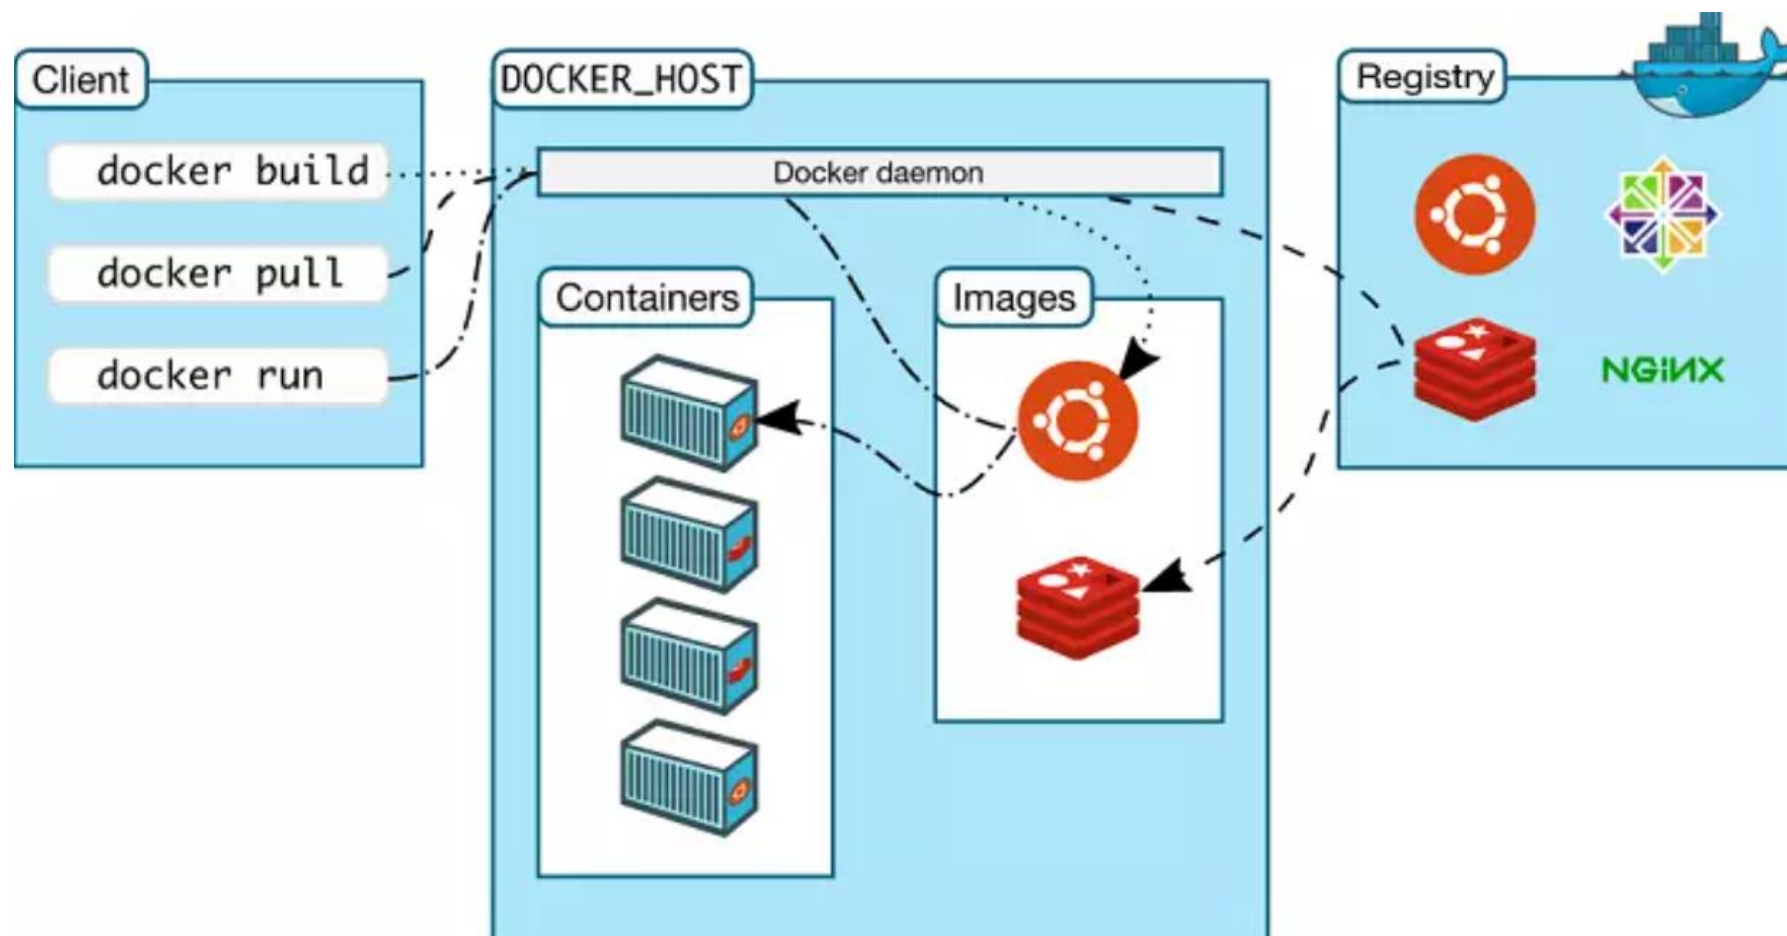 Client
docker build
docker pull
docker run
DOCKER_HOST
Docker daemon
Containers
Images
Registry
NGiNX